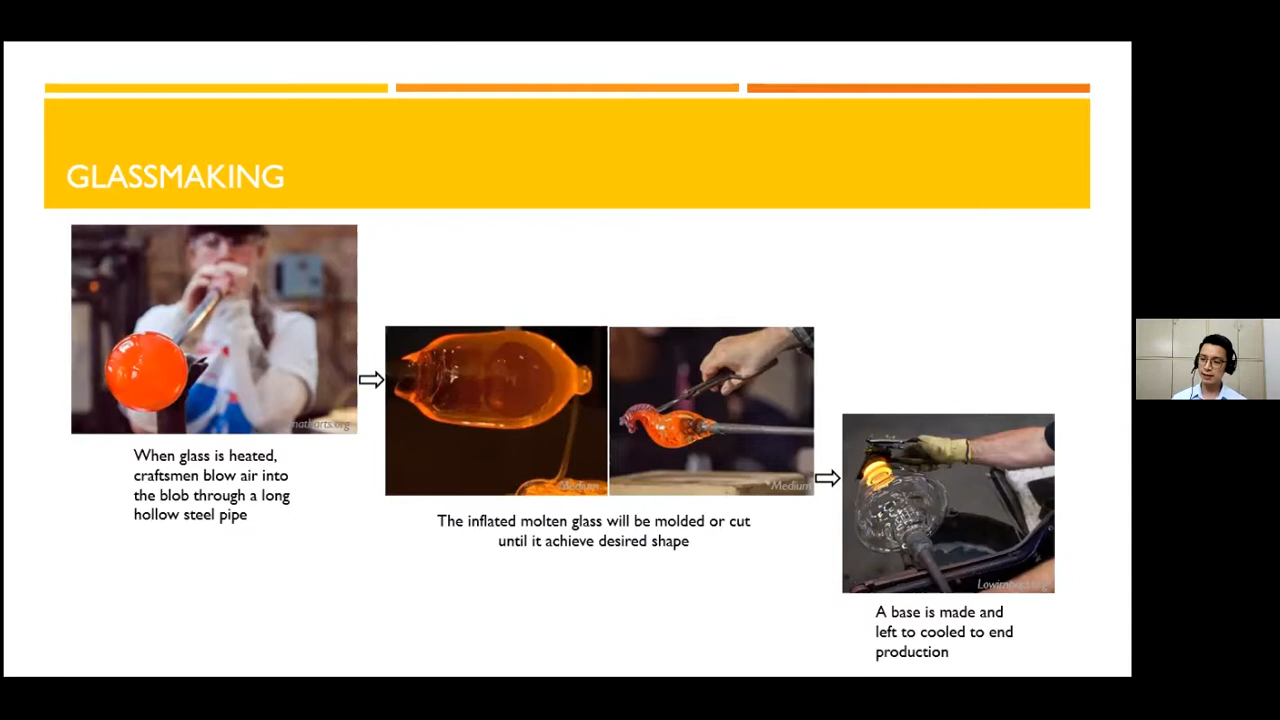 GLASSMAKING
When glass is heated,
craftsmen blow air into
the blob through a long
hollow steel pipe
Medium
Medium
The inflated molten glass will be molded or cut
until it achieve desired shape
A base is made and
left to cooled to end
production